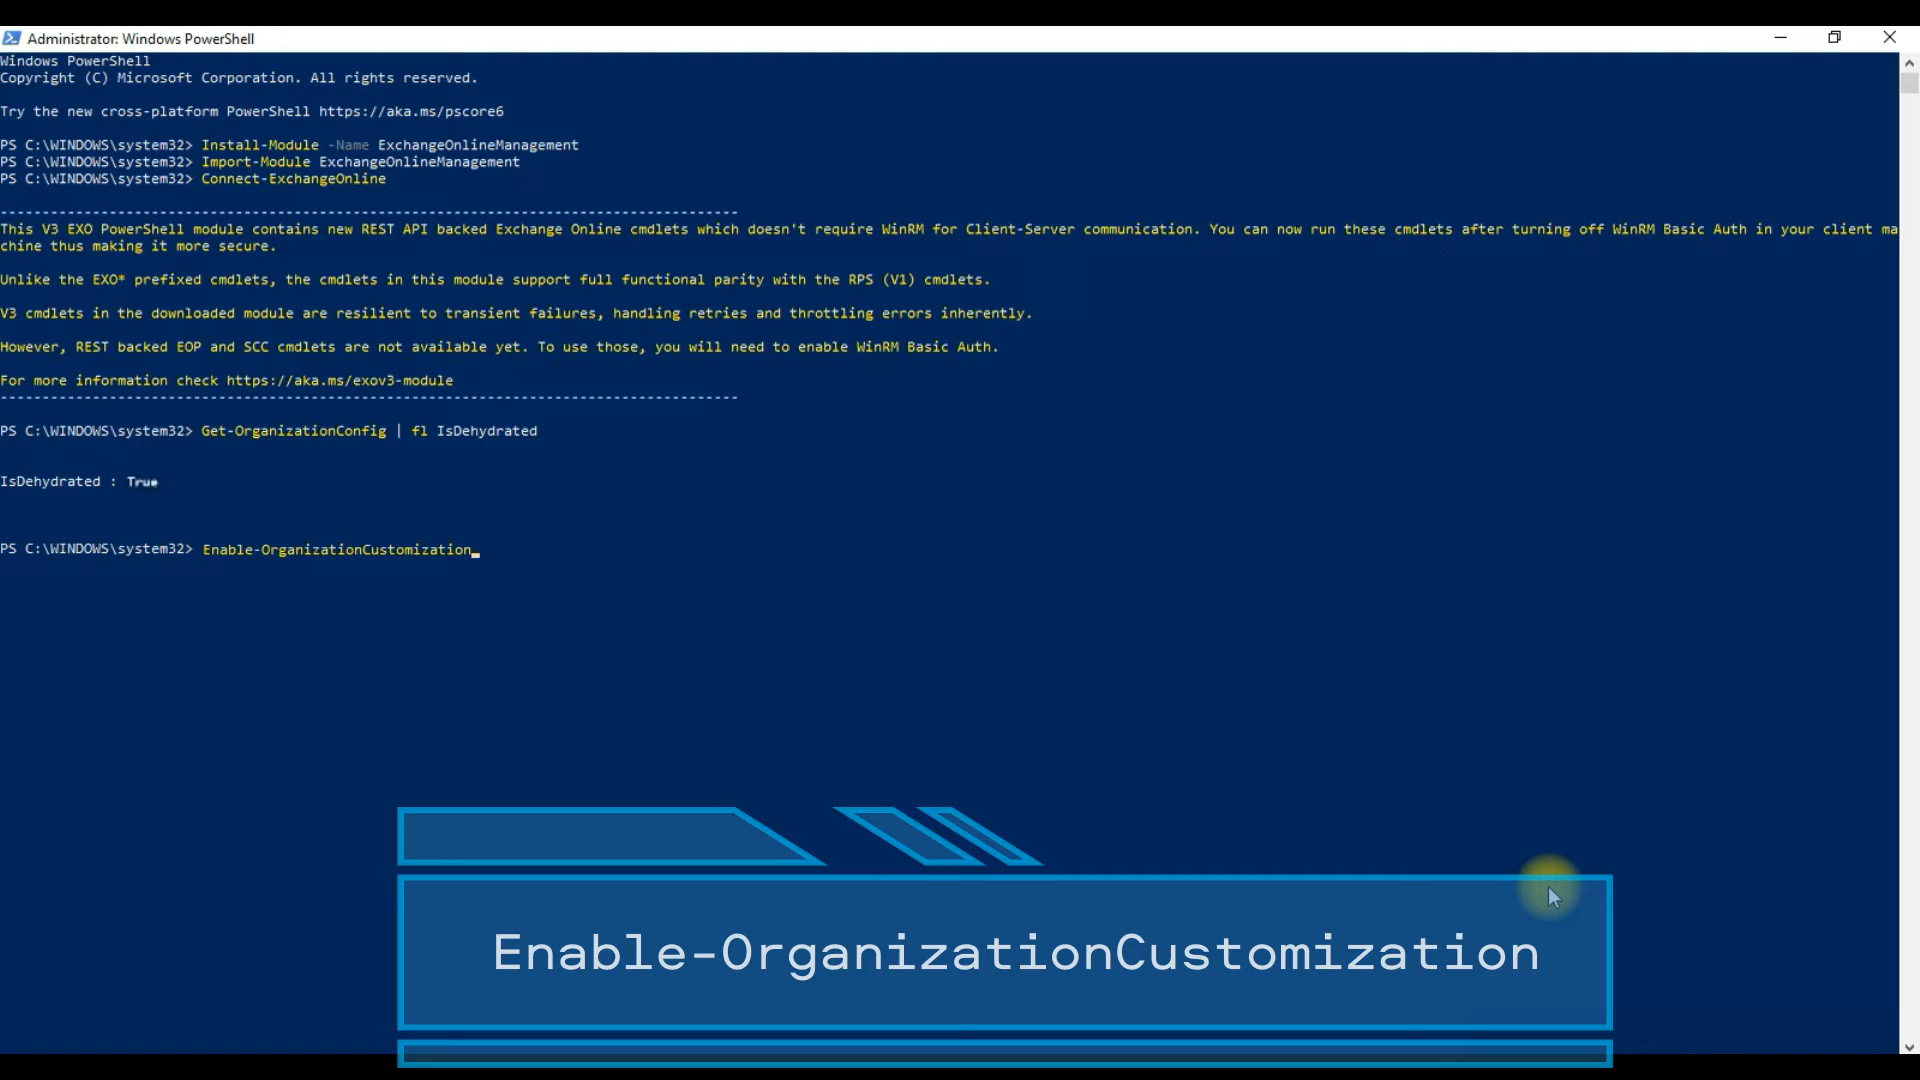 Administrator: Windows PowerShell
Windows PowerShell
Copyright (C) Microsoft Corporation. All rights reserved.
Try the new cross-platform PowerShell https://aka.ms/pscore6
PS C:\WINDOWS\system32> Install-Module -Name ExchangeOnlineManagement
PS C:\WINDOWS\system32> Import-Module ExchangeOnlineManagement
PS C:\WINDOWS\system32> Connect-ExchangeOnline
----------------------------------------------------------------------------------------
This V3 EXO PowerShell module contains new REST API backed Exchange Online cmdlets which doesn't require WinRM for Client-Server communication. You can now run these cmdlets after turning off WinRM Basic Auth in your client ma
chine thus making it more secure.
Unlike the EXO* prefixed cmdlets, the cmdlets in this module support full functional parity with the RPS (V1) cmdlets.
V3 cmdlets in the downloaded module are resilient to transient failures, handling retries and throttling errors inherently.
However, REST backed EOP and SCC cmdlets are not available yet. To use those, you will need to enable WinRM Basic Auth.
For more information check https://aka.ms/exov3-module
----------------------------------------------------------------------------------------
PS C:\WINDOWS\system32> Get-OrganizationConfig | fl IsDehydrated
IsDehydrated : True
PS C:\WINDOWS\system32> Enable-OrganizationCustomization_
Enable-OrganizationCustomization